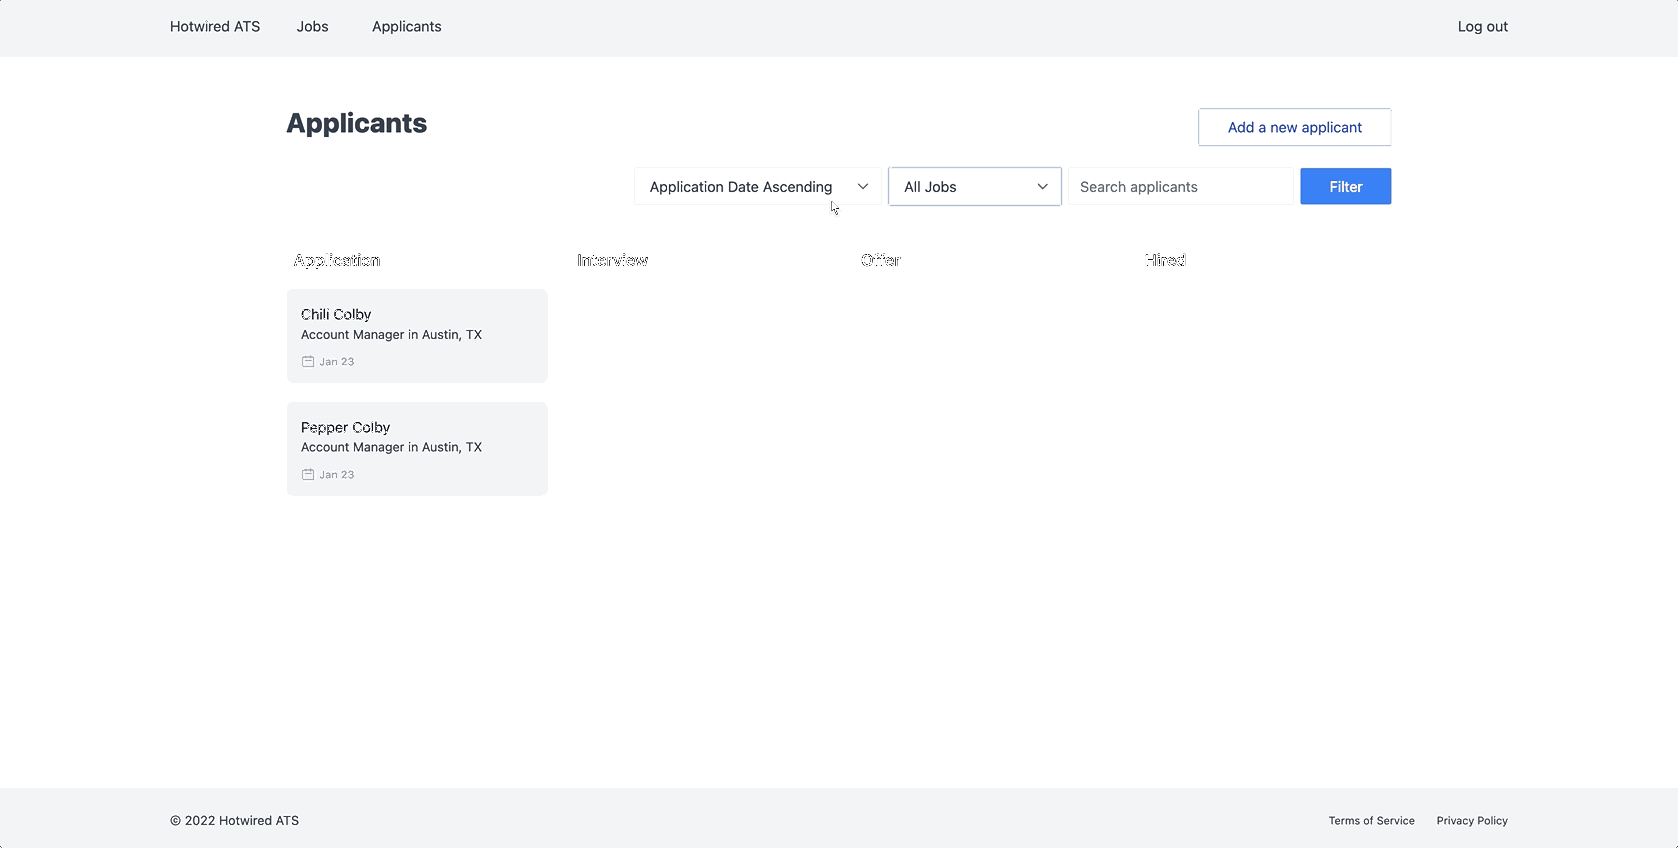 Hotwired ATS Jobs Applicants Log out
Applicants
Add a new applicant
Application Date Ascending All Jobs Search applicants Filter
Application Interview Offer Hired
Chili Colby
Account Manager in Austin, TX
Jan 23
Pepper Colby
Account Manager in Austin, TX
Jan 23
© 2022 Hotwired ATS Terms of Service Privacy Policy